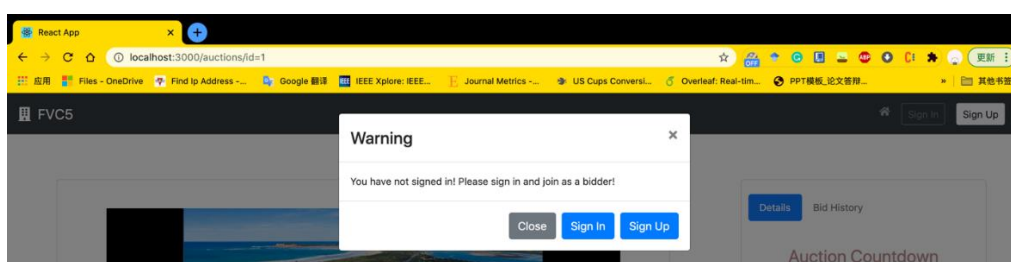 React App
localhost:3000/auctions/id=1
OFF
ABP
更新
应用 Files - OneDrive Find Ip Address -... Google 翻译 IEEE Xplore: IEEE... Journal Metrics -... US Cups Conversi... Overleaf: Real-tim... PPT模板_论文答辩... » 其他书签
FVC5 Sign In Sign Up
Warning ×
You have not signed in! Please sign in and join as a bidder!
Close Sign In Sign Up
Details Bid History
Auction Countdown